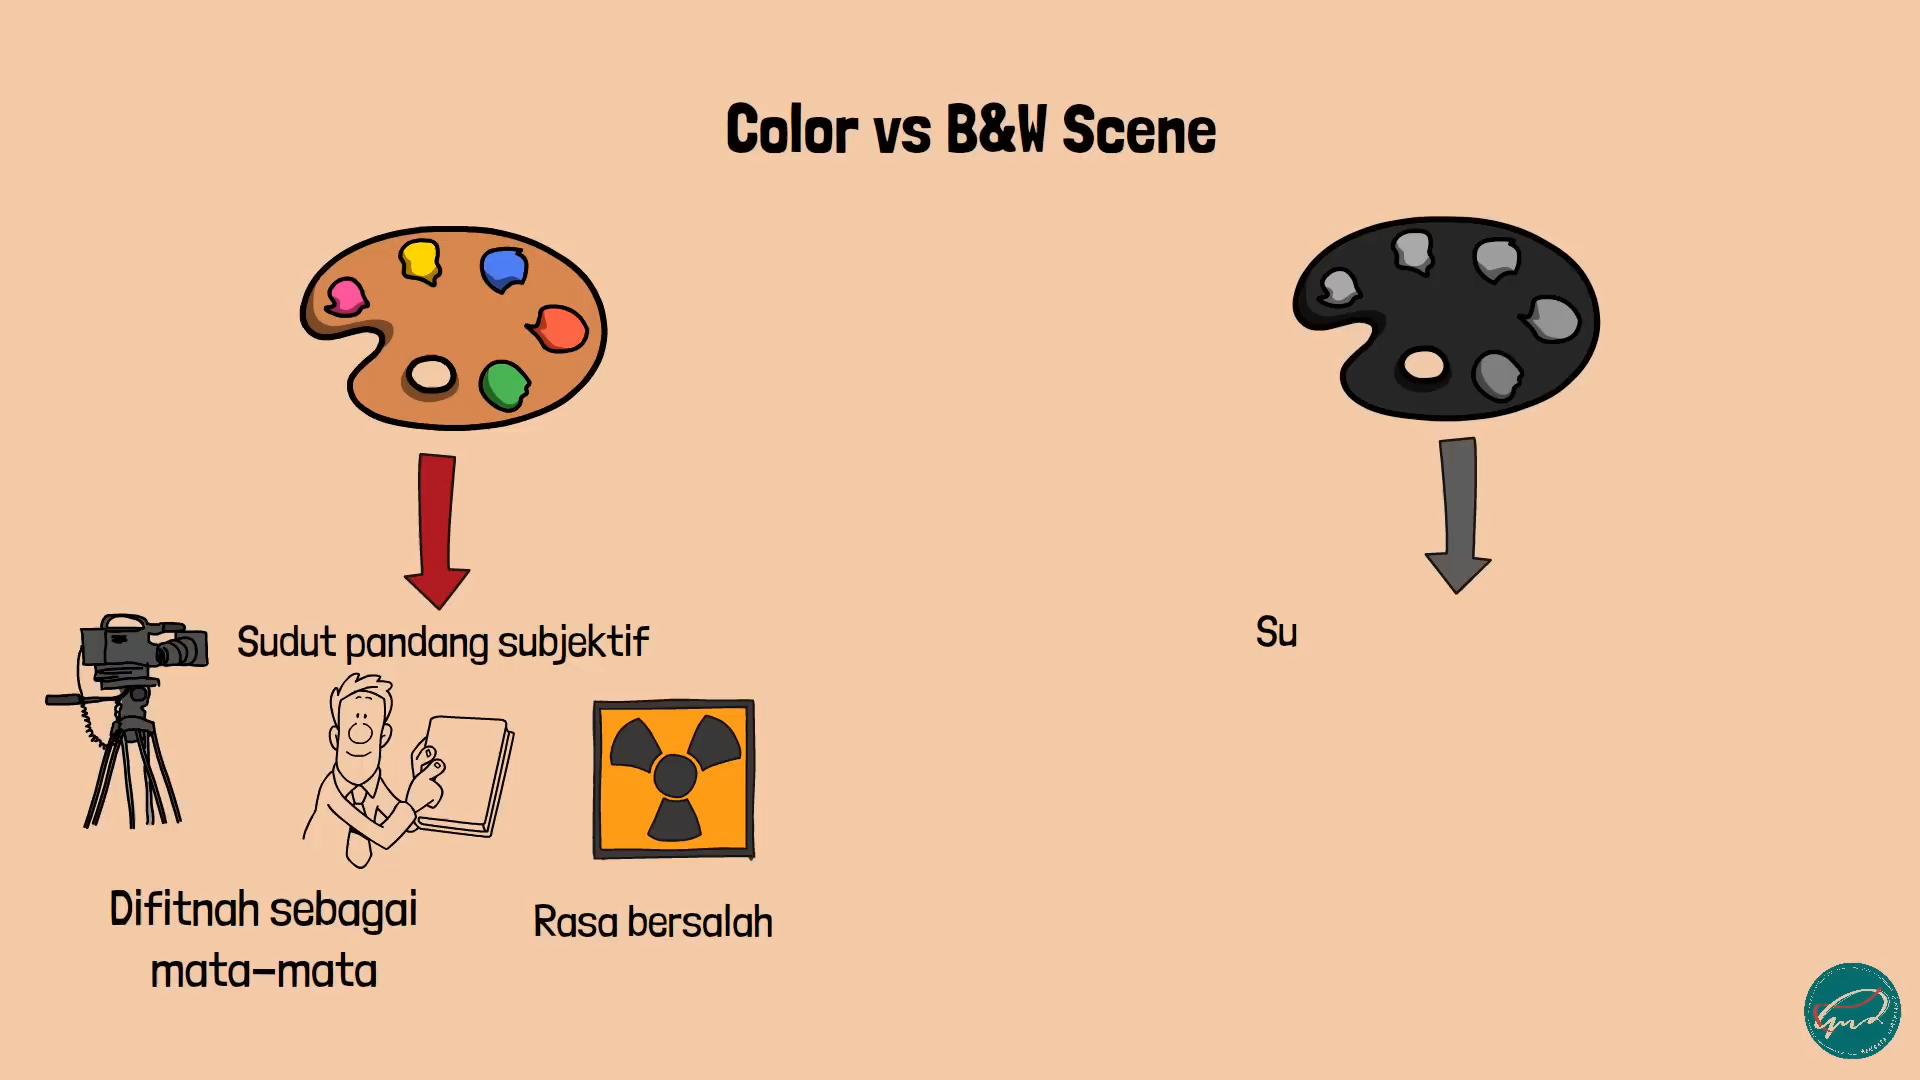 Color vs B&W Scene
Sudut pandang subjektif
Su
Difitnah sebagai
mata-mata
Rasa bersalah